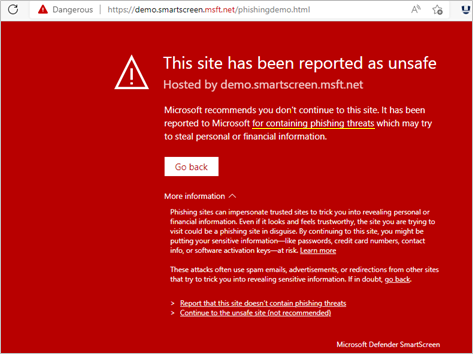 Dangerous | https://demo.smartscreen.msft.net/phishingdemo.html
This site has been reported as unsafe
Hosted by demo.smartscreen.msft.net
Microsoft recommends you don't continue to this site. It has been
reported to Microsoft for containing phishing threats which may try
to steal personal or financial information.
Go back
More information
Phishing sites can impersonate trusted sites to trick you into revealing personal or
financial information. Even if it looks and feels trustworthy, the site you are trying to
visit could be a phishing site in disguise. By continuing to this site, you might be
putting your sensitive information—like passwords, credit card numbers, contact
info, or software activation keys—at risk. Learn more
These attacks often use spam emails, advertisements, or redirections from other sites
that try to trick you into revealing sensitive information. If in doubt, go back.
> Report that this site doesn't contain phishing threats
> Continue to the unsafe site (not recommended)
Microsoft Defender SmartScreen